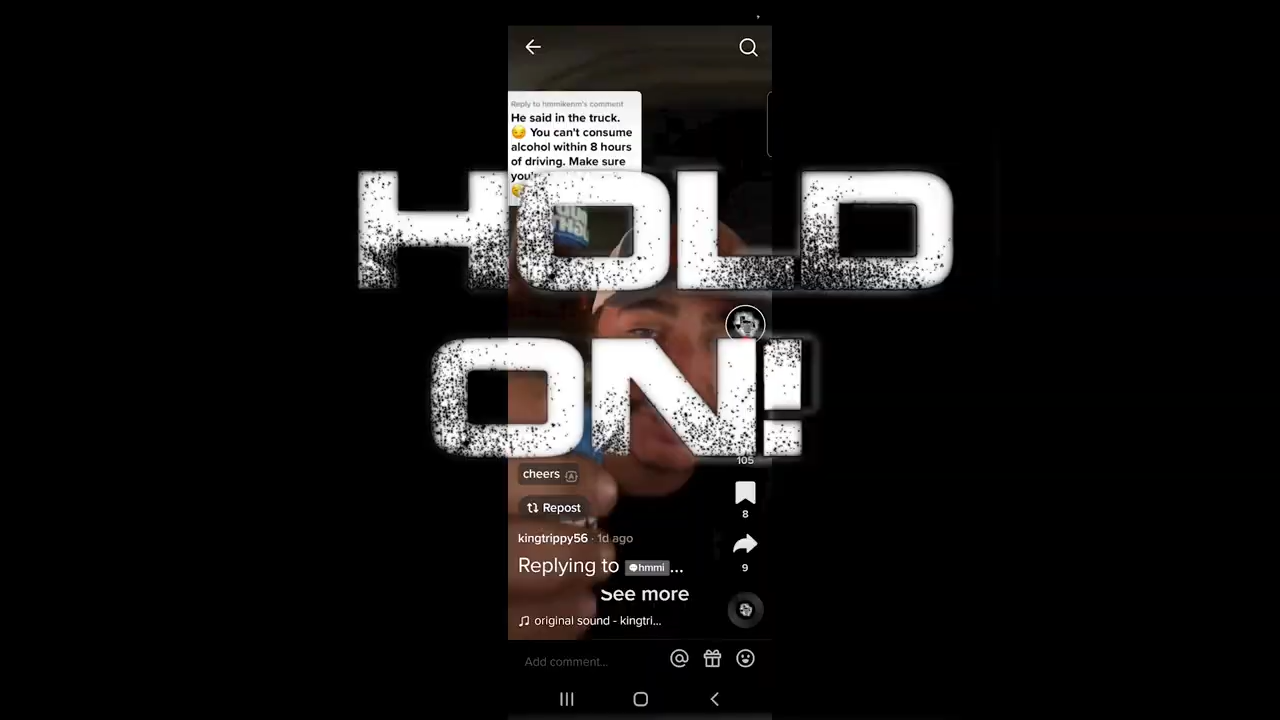 Reply to hmmikenm's comment
He said in the truck.
😔 You can't consume
alcohol within 8 hours
of driving. Make sure
HOLD
ON!
105
cheers
Repost
8
kingtrippy56 · 1d ago
9
Replying to hmmi...
See more
original sound - kingtri...
Add comment...